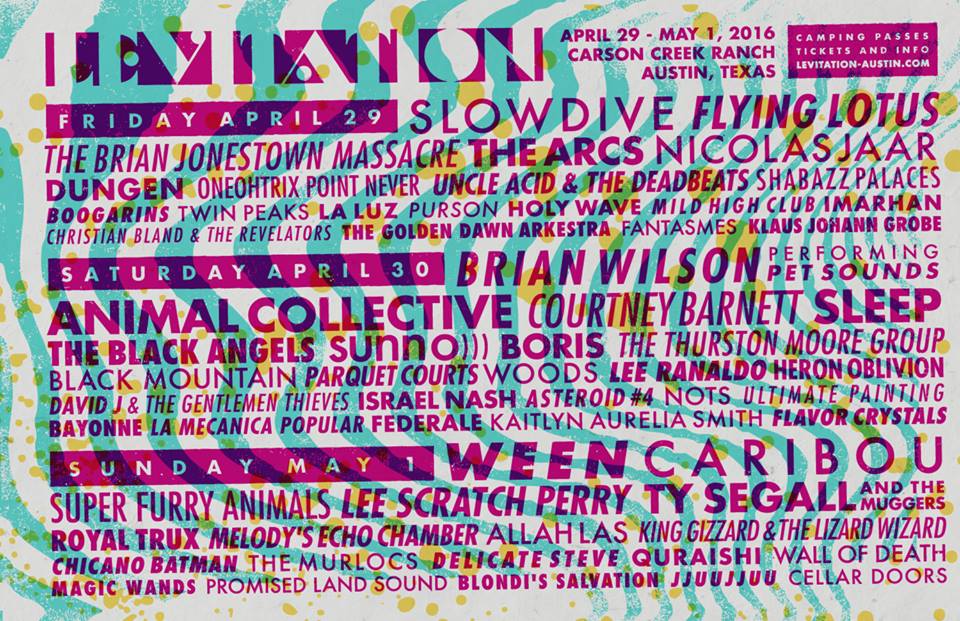 LEVITATION
APRIL 29 - MAY 1, 2016
CARSON CREEK RANCH
AUSTIN, TEXAS
CAMPING PASSES
TICKETS AND INFO
LEVITATION-AUSTIN.COM
FRIDAY APRIL 29 SLOWDIVE FLYING LOTUS
THE BRIAN JONESTOWN MASSACRE THE ARCS NICOLAS JAAR
DUNGEN ONEOHTRIX POINT NEVER UNCLE ACID & THE DEADBEATS SHABAZZ PALACES
BOOGARINS TWIN PEAKS LA LUZ PURSON HOLY WAVE MILD HIGH CLUB IMARHAN
CHRISTIAN BLAND & THE REVELATORS THE GOLDEN DAWN ARKESTRA FANTASMES KLAUS JOHANN GROBE
SATURDAY APRIL 30 BRIAN WILSON PERFORMING
PET SOUNDS
ANIMAL COLLECTIVE COURTNEY BARNETT SLEEP
THE BLACK ANGELS sunn o))) BORIS THE THURSTON MOORE GROUP
BLACK MOUNTAIN PARQUET COURTS WOODS LEE RANALDO HERON OBLIVION
DAVID J & THE GENTLEMEN THIEVES ISRAEL NASH ASTEROID #4 NOTS ULTIMATE PAINTING
BAYONNE LA MECANICA POPULAR FEDERALE KAITLYN AURELIA SMITH FLAVOR CRYSTALS
SUNDAY MAY 1 WEEN CARIBOU
SUPER FURRY ANIMALS LEE SCRATCH PERRY TY SEGALL AND THE
MUGGERS
ROYAL TRUX MELODY'S ECHO CHAMBER ALLAH LAS KING GIZZARD & THE LIZARD WIZARD
CHICANO BATMAN THE MURLOCS DELICATE STEVE QURAISHI WALL OF DEATH
MAGIC WANDS PROMISED LAND SOUND BLONDI'S SALVATION JJUUJJUU CELLAR DOORS